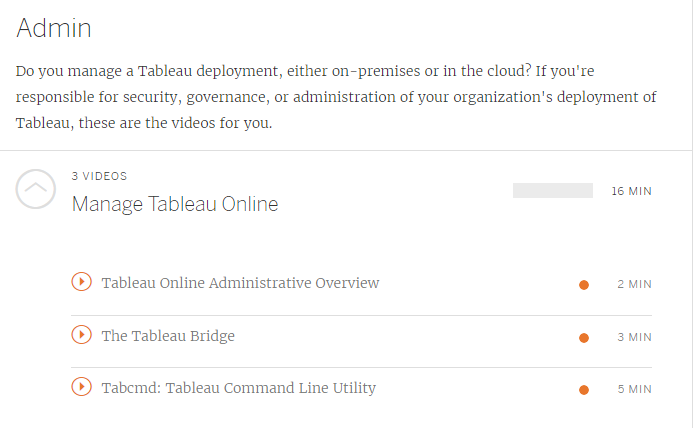 Admin
Do you manage a Tableau deployment, either on-premises or in the cloud? If you're
responsible for security, governance, or administration of your organization's deployment of
Tableau, these are the videos for you.
3 VIDEOS
Manage Tableau Online
16 MIN
Tableau Online Administrative Overview
2 MIN
The Tableau Bridge
3 MIN
Tabcmd: Tableau Command Line Utility
5 MIN